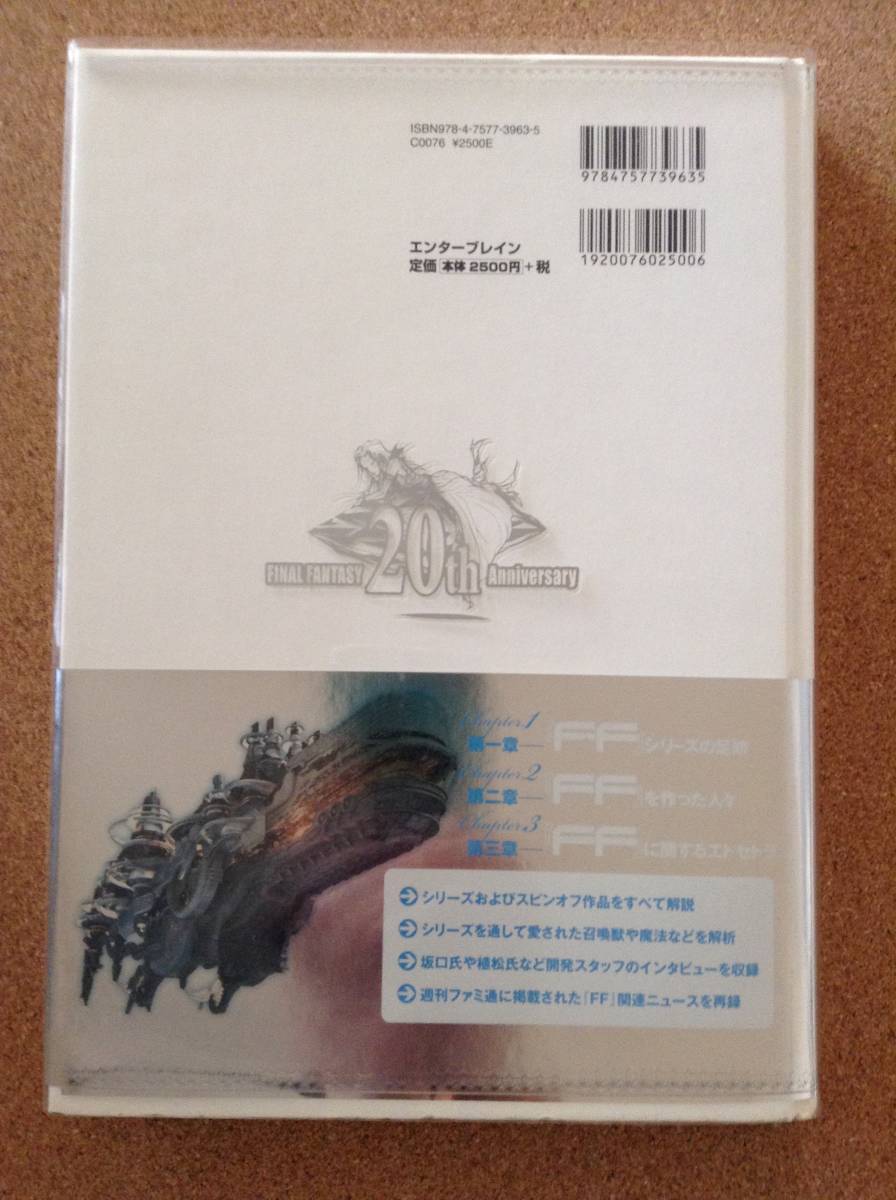 ISBN978-4-7577-3963-5
C0076 ¥2500E
9784757739635
エンターブレイン
定価 本体 2500円 +税
1920076025006
FINAL FANTASY 20th Anniversary
Chapter.1
第一章― FF』シリーズの足跡
Chapter.2
第二章― FF』を作った人々
Chapter.3
第三章― FF』に関するエトセトラ
シリーズおよびスピンオフ作品をすべて解説
シリーズを通して愛された召喚獣や魔法などを解析
坂口氏や植松氏など開発スタッフのインタビューを収録
週刊ファミ通に掲載された『FF』関連ニュースを再録